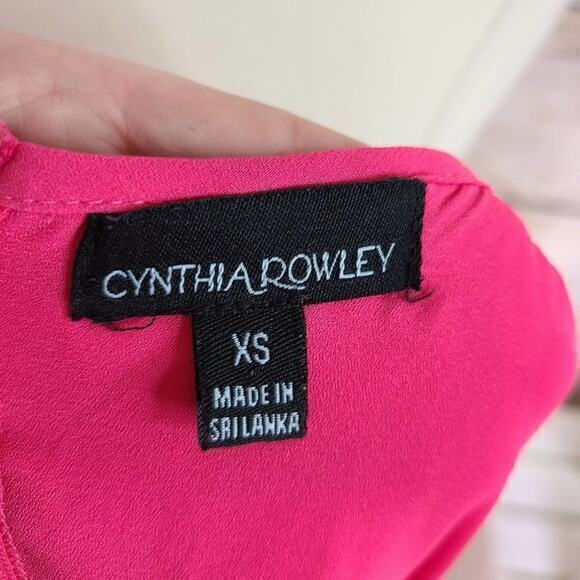 CYNTHIA ROWLEY
XS
MADE IN
SRI LANKA